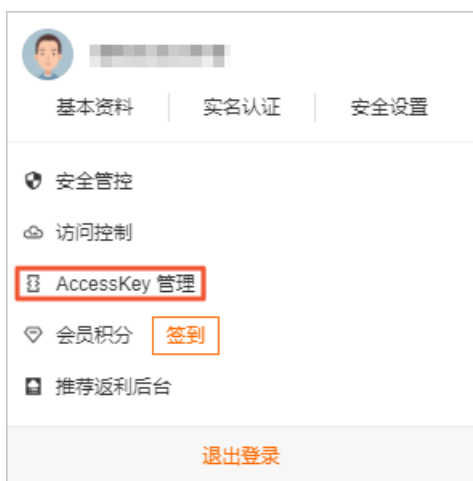 基本资料 实名认证 安全设置
安全管控
访问控制
AccessKey 管理
会员积分 签到
推荐返利后台
退出登录